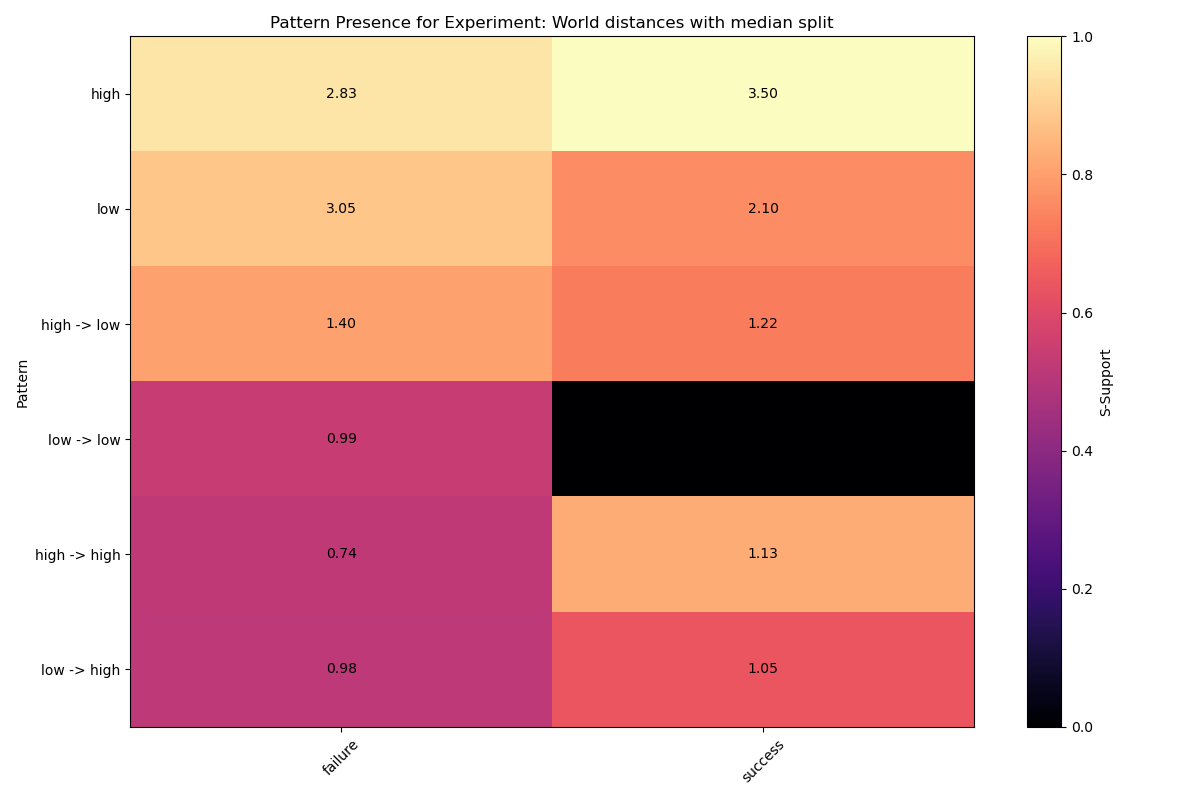 Pattern Presence for Experiment: World distances with median split
high
2.83
3.50
low
3.05
2.10
high -> low
1.40
1.22
low -> low
0.99
high -> high
0.74
1.13
low -> high
0.98
1.05
Pattern
failure
success
1.0
0.8
0.6
0.4
0.2
0.0
S-Support